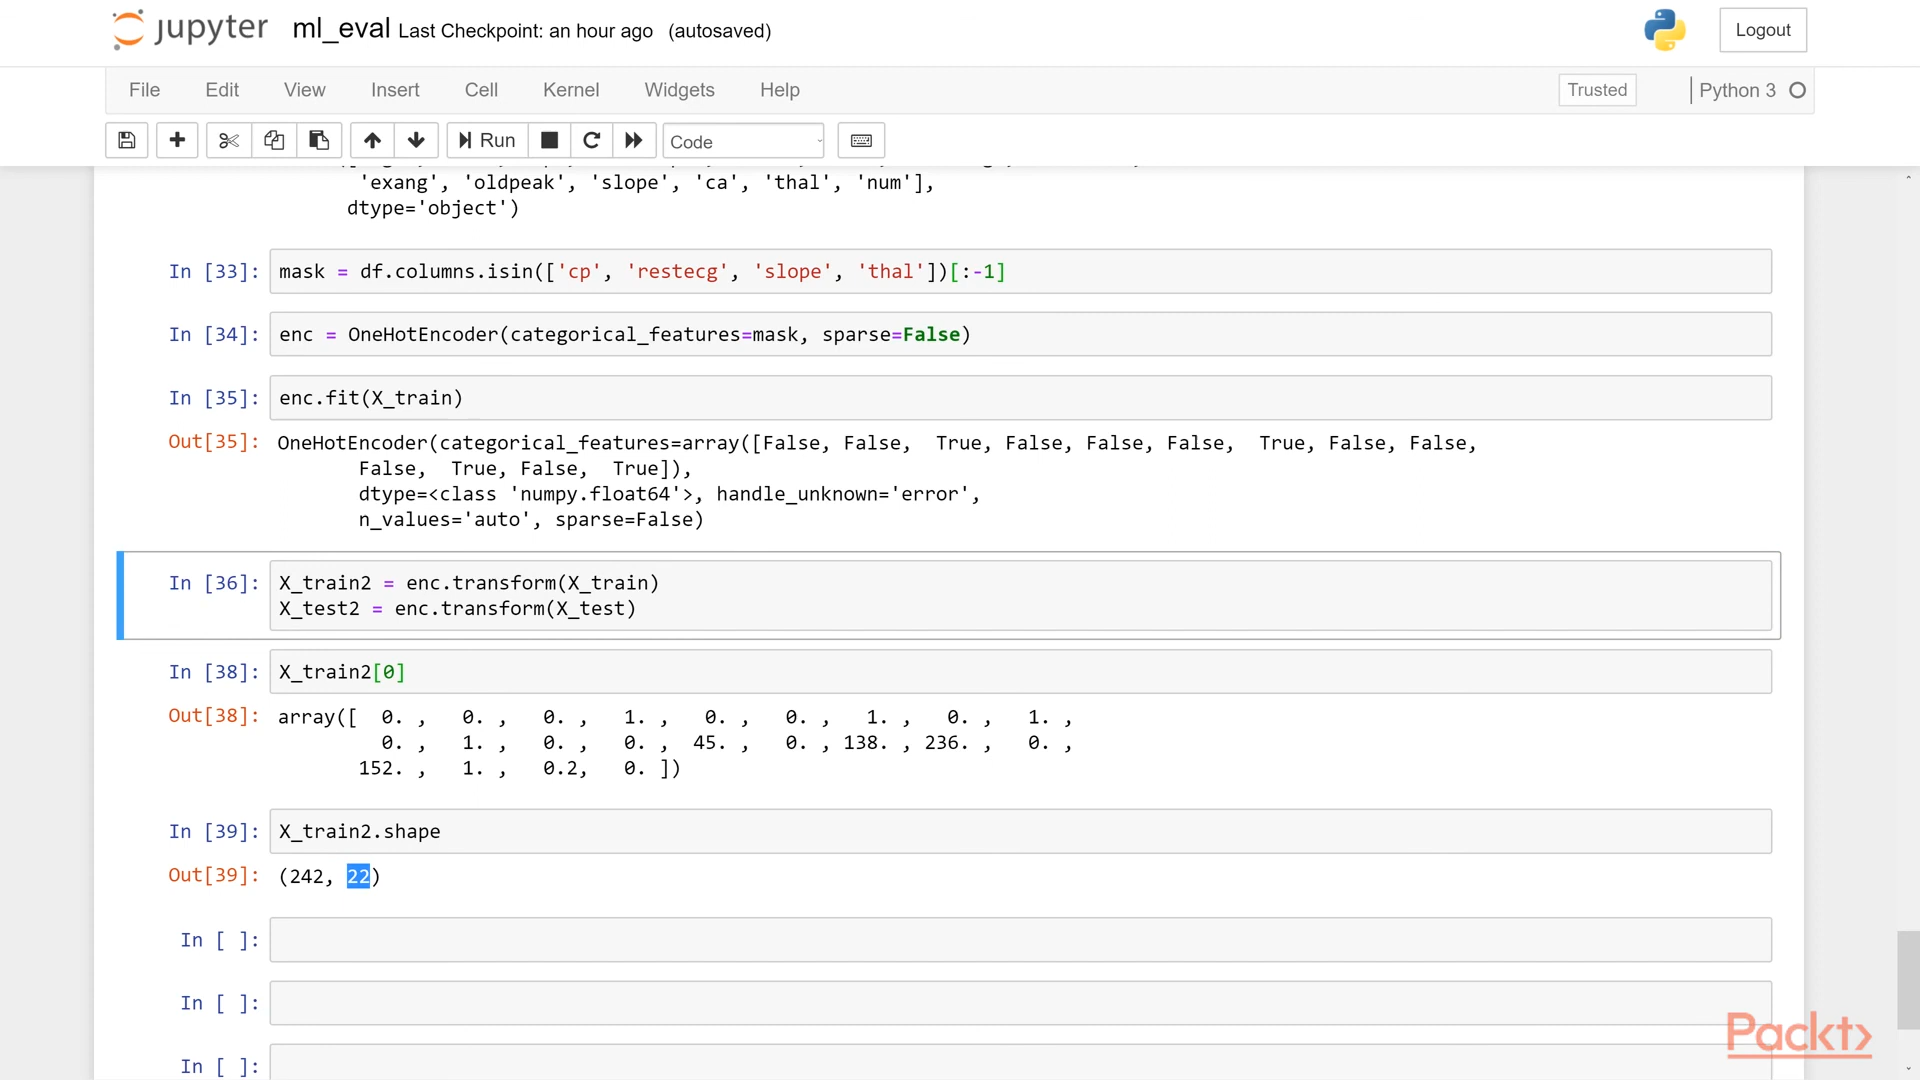 jupyter ml_eval Last Checkpoint: an hour ago (autosaved) Logout
File Edit View Insert Cell Kernel Widgets Help Trusted Python 3
Run Code
'exang', 'oldpeak', 'slope', 'ca', 'thal', 'num'],
dtype='object')
In [33]: mask = df.columns.isin(['cp', 'restecg', 'slope', 'thal'])[:-1]
In [34]: enc = OneHotEncoder(categorical_features=mask, sparse=False)
In [35]: enc.fit(X_train)
Out[35]: OneHotEncoder(categorical_features=array([False, False,  True, False, False, False,  True, False, False,
False,  True, False,  True]),
dtype=<class 'numpy.float64'>, handle_unknown='error',
n_values='auto', sparse=False)
In [36]: X_train2 = enc.transform(X_train)
X_test2 = enc.transform(X_test)
In [38]: X_train2[0]
Out[38]: array([  0. ,   0. ,   0. ,   1. ,   0. ,   0. ,   1. ,   0. ,   1. ,
0. ,   1. ,   0. ,   0. ,  45. ,   0. , 138. , 236. ,   0. ,
152. ,   1. ,   0.2,   0. ])
In [39]: X_train2.shape
Out[39]: (242, 22)
In [ ]:
In [ ]:
In [ ]:
Packt>